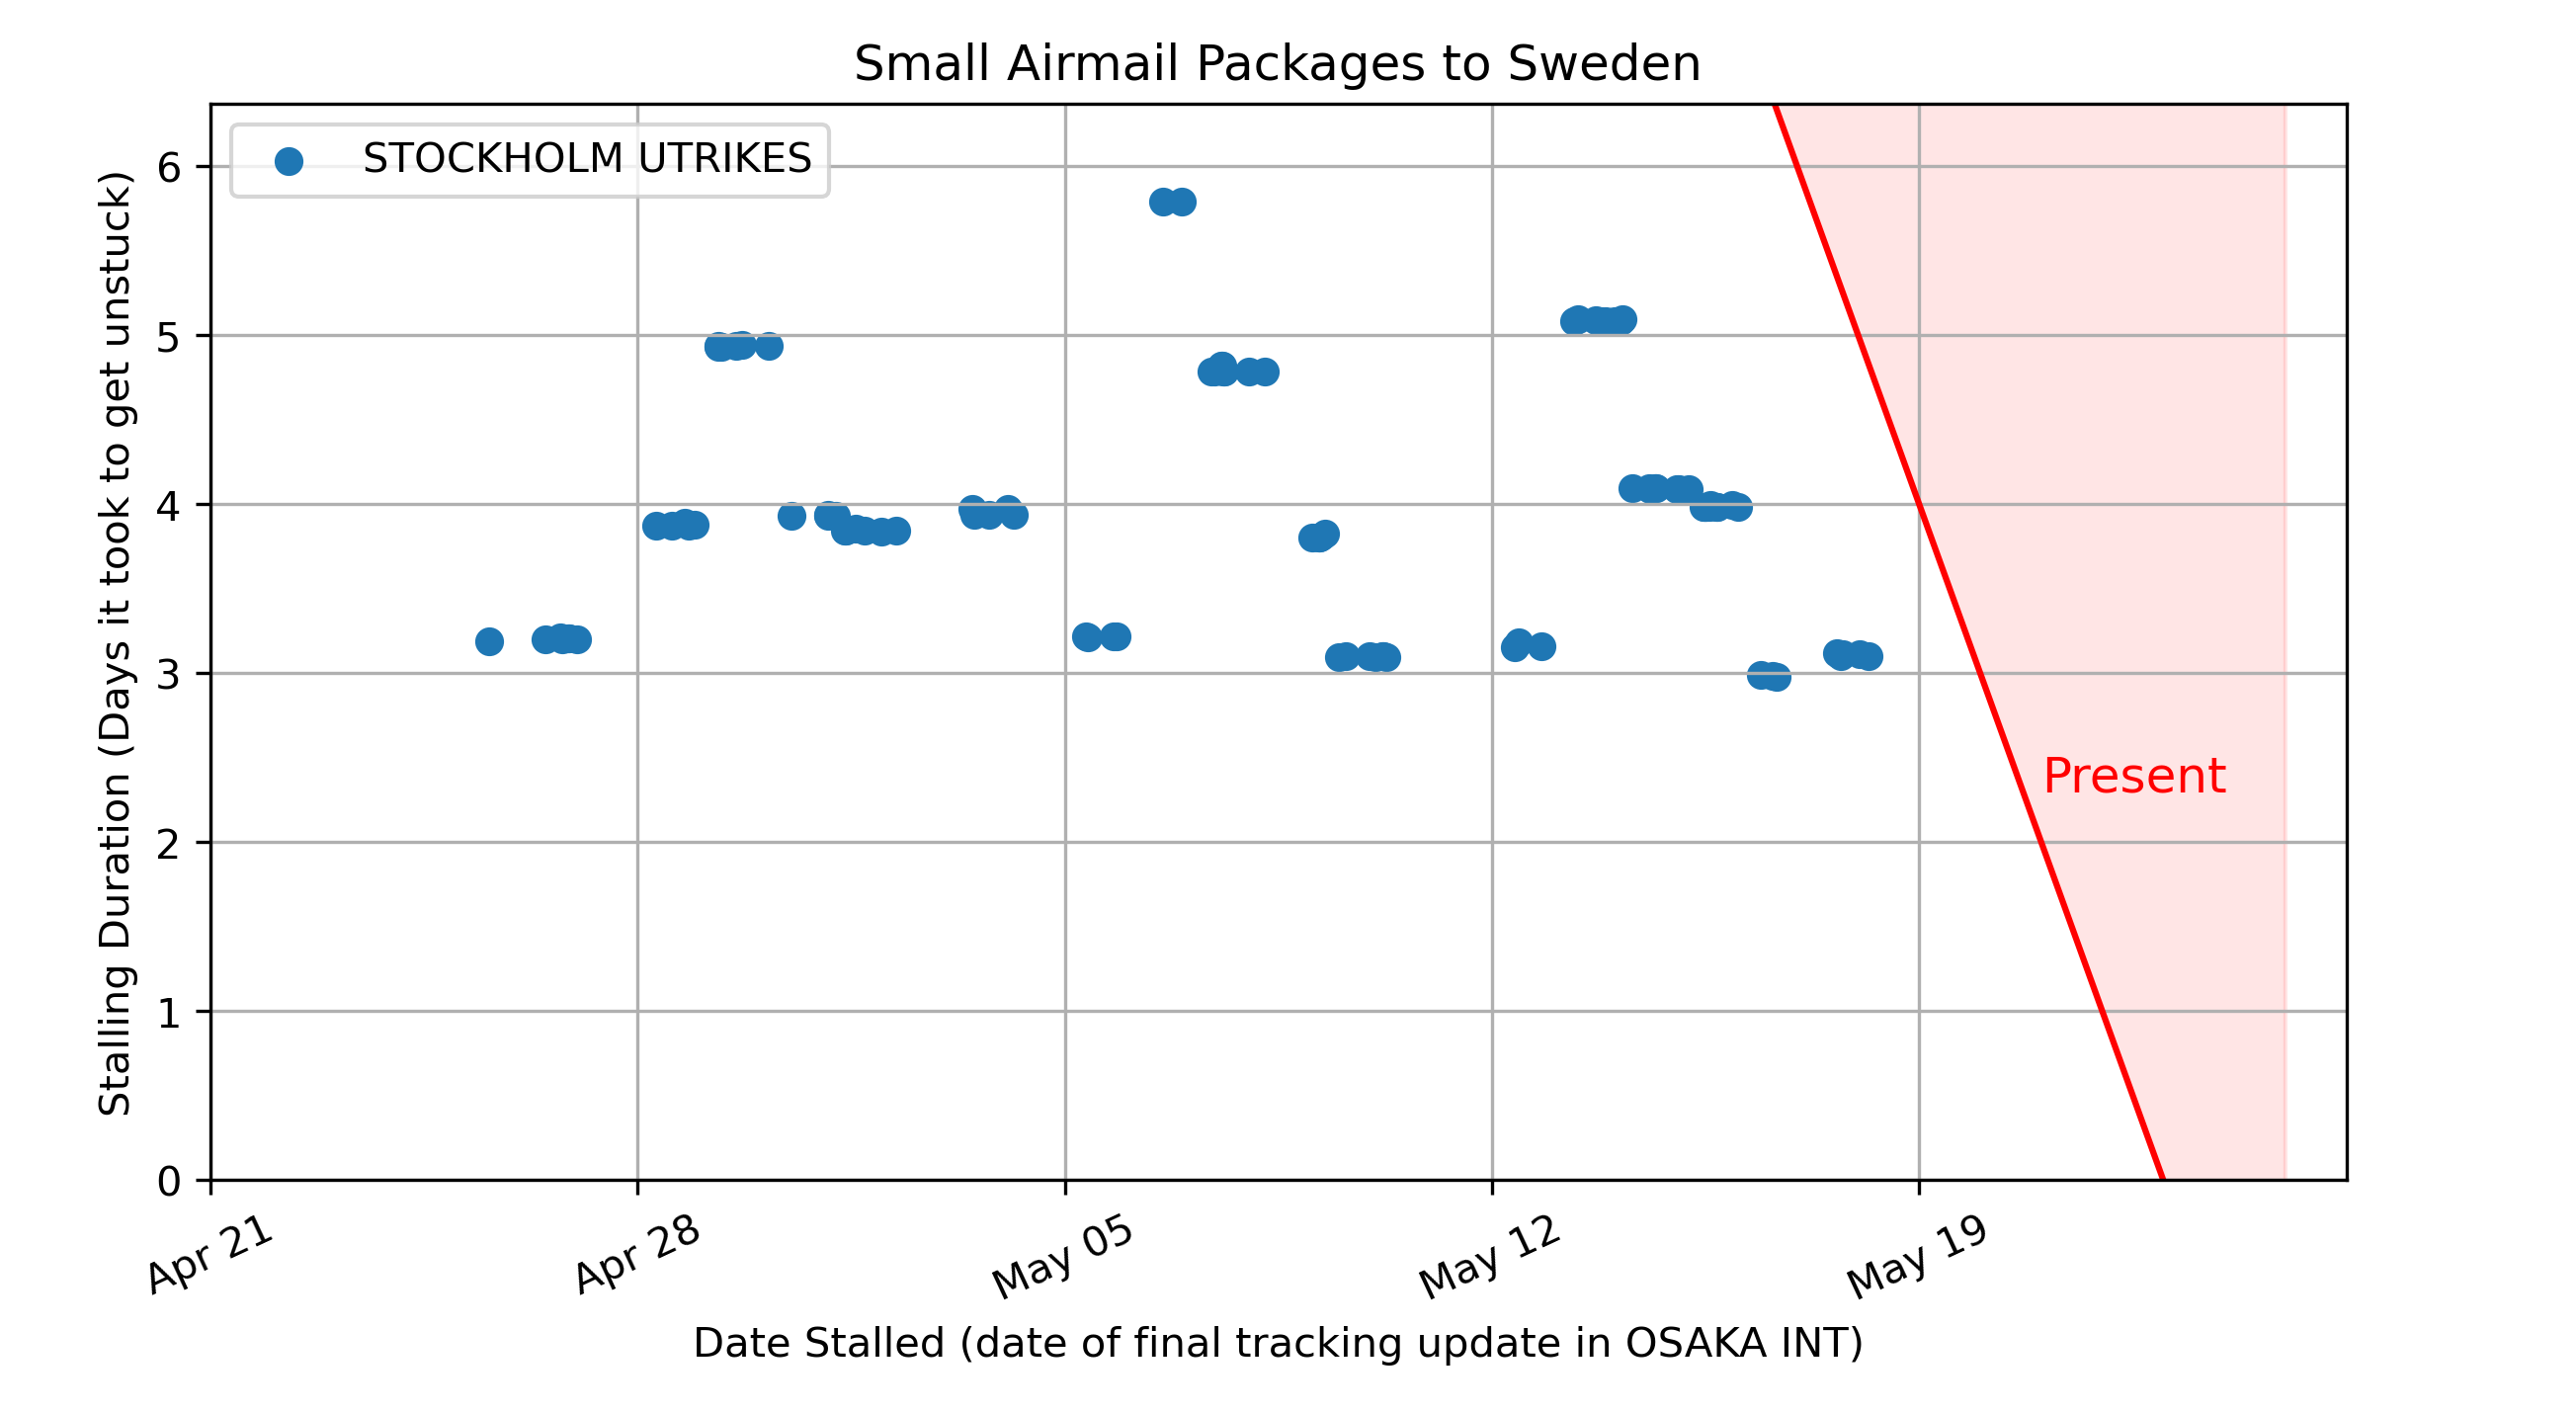 Small Airmail Packages to Sweden
STOCKHOLM UTRIKES
Stalling Duration (Days it took to get unstuck)
6
5
4
3
2
1
0
Present
Apr 21
Apr 28
May 05
May 12
May 19
Date Stalled (date of final tracking update in OSAKA INT)